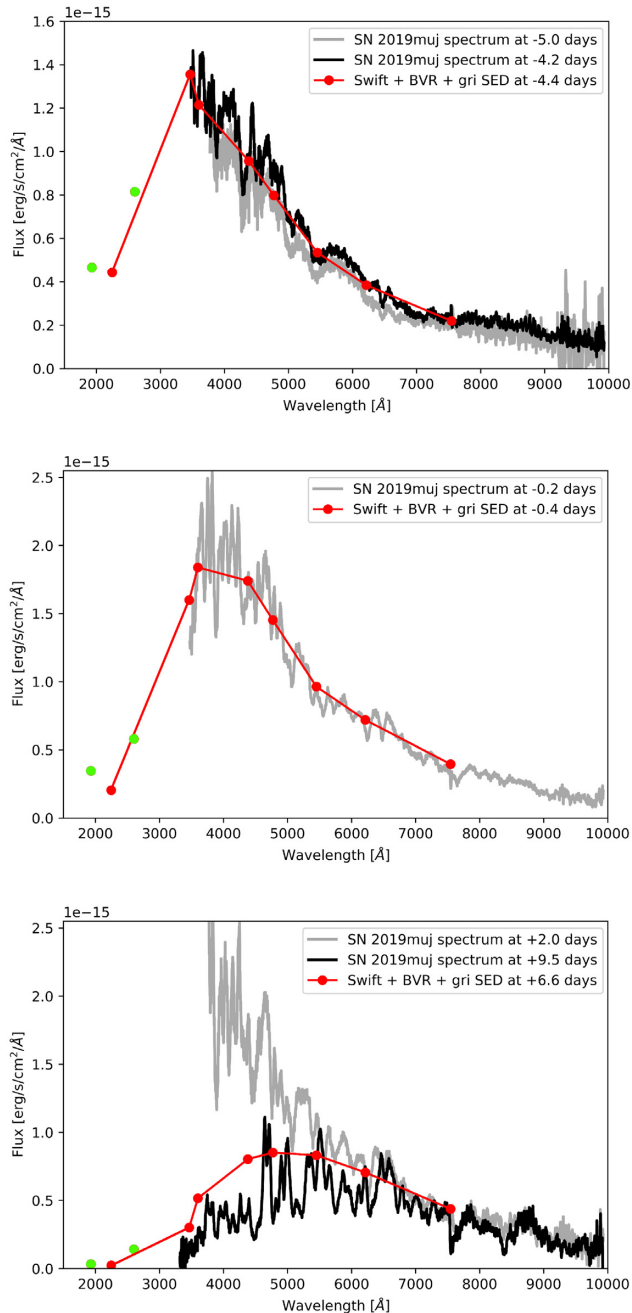 1e−15
SN 2019muj spectrum at -5.0 days
SN 2019muj spectrum at -4.2 days
Swift + BVR + gri SED at -4.4 days
Flux [erg/s/cm²/Å]
1.6
1.4
1.2
1.0
0.8
0.6
0.4
0.2
0.0
2000 3000 4000 5000 6000 7000 8000 9000 10000
Wavelength [Å]
1e−15
SN 2019muj spectrum at -0.2 days
Swift + BVR + gri SED at -0.4 days
Flux [erg/s/cm²/Å]
2.5
2.0
1.5
1.0
0.5
0.0
2000 3000 4000 5000 6000 7000 8000 9000 10000
Wavelength [Å]
1e−15
SN 2019muj spectrum at +2.0 days
SN 2019muj spectrum at +9.5 days
Swift + BVR + gri SED at +6.6 days
Flux [erg/s/cm²/Å]
2.5
2.0
1.5
1.0
0.5
0.0
2000 3000 4000 5000 6000 7000 8000 9000 10000
Wavelength [Å]